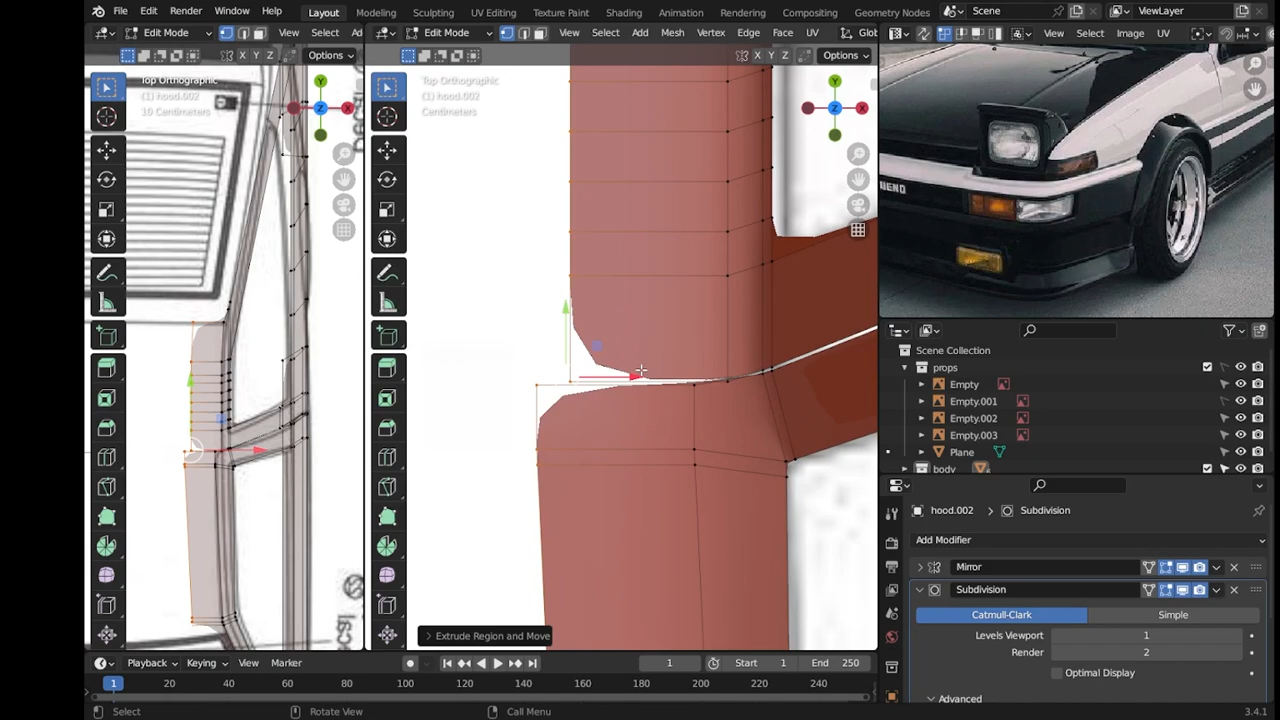 File Edit Render Window Help Layout Modeling Sculpting UV Editing Texture Paint Shading Animation Rendering Compositing Geometry Nodes Scene ViewLayer
Edit Mode View Select Ad
X Y Z Options
Top Orthographic
(1) hood.002
10 Centimeters
Y
Z X
Edit Mode View Select Add Mesh Vertex Edge Face UV Glob
X Y Z Options
Top Orthographic
(1) hood.002
Centimeters
Y
Z X
Extrude Region and Move
View Select Image UV
Scene Collection
props
Empty
Empty.001
Empty.002
Empty.003
Plane
body
hood.002 Subdivision
Add Modifier
Mirror
Subdivision
Catmull-Clark Simple
Levels Viewport 1
Render 2
Optimal Display
Advanced
Playback Keying View Marker 1 Start 1 End 250
1 20 40 60 80 100 120 140 160 180 200 220 240
Select Rotate View Call Menu 3.4.1